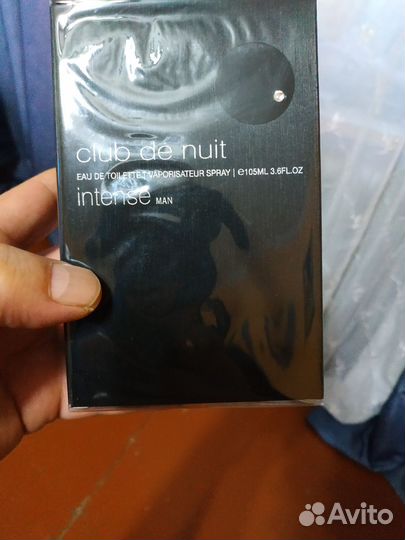 club de nuit
EAU DE TOILETTE | VAPORISATEUR SPRAY | ℮105ML 3.6FL.OZ
intense MAN
Avito